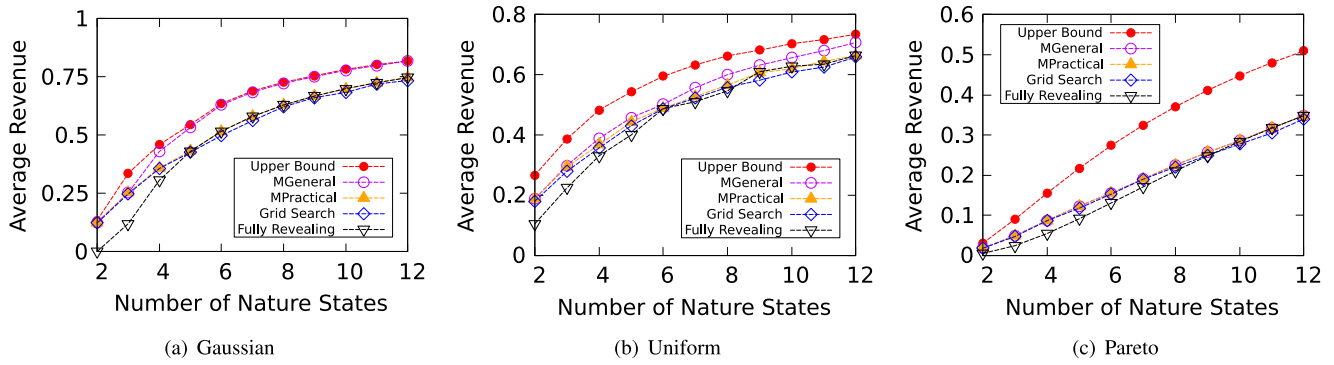 Average Revenue
1
0.75
0.5
0.25
0
Upper Bound
MGeneral
MPractical
Grid Search
Fully Revealing
2 4 6 8 10 12
Number of Nature States
(a) Gaussian
Average Revenue
0.8
0.6
0.4
0.2
0
Upper Bound
MGeneral
MPractical
Grid Search
Fully Revealing
2 4 6 8 10 12
Number of Nature States
(b) Uniform
Average Revenue
0.6
0.5
0.4
0.3
0.2
0.1
0
Upper Bound
MGeneral
MPractical
Grid Search
Fully Revealing
2 4 6 8 10 12
Number of Nature States
(c) Pareto